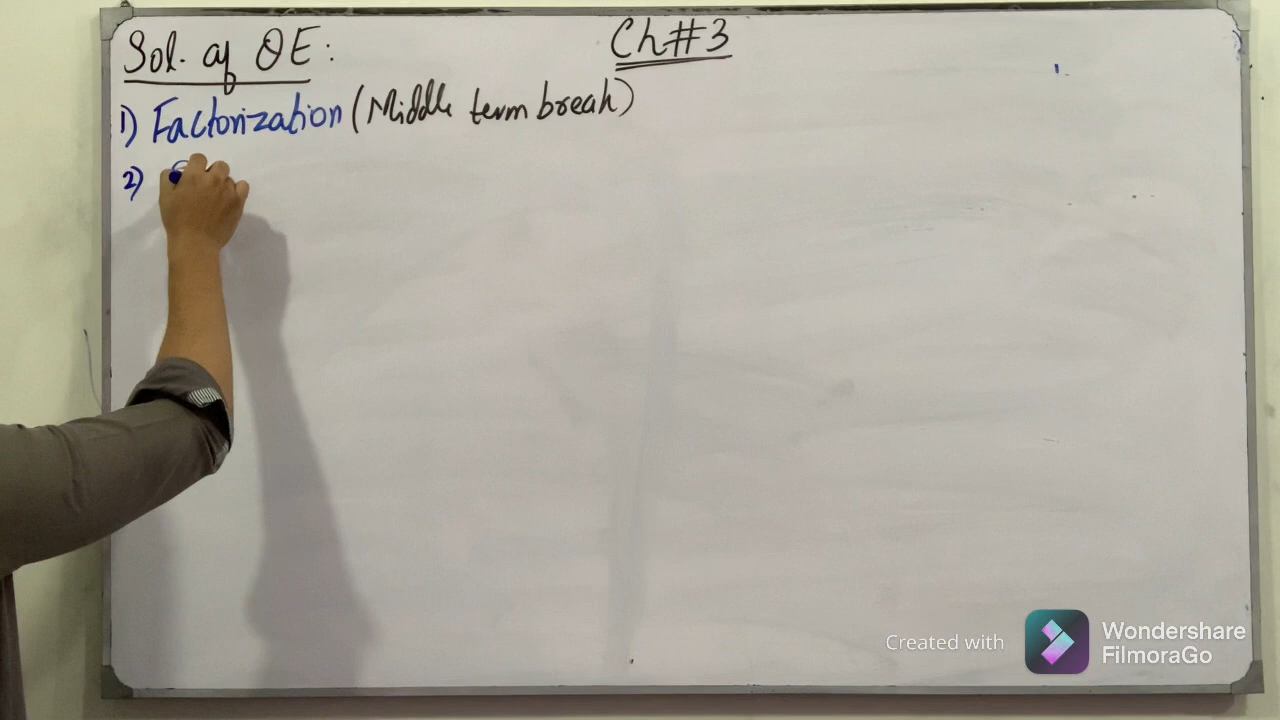 Ch#3
Sol. of QE:
1) Factorization (Middle term break)
2)
Created with
Wondershare
FilmoraGo